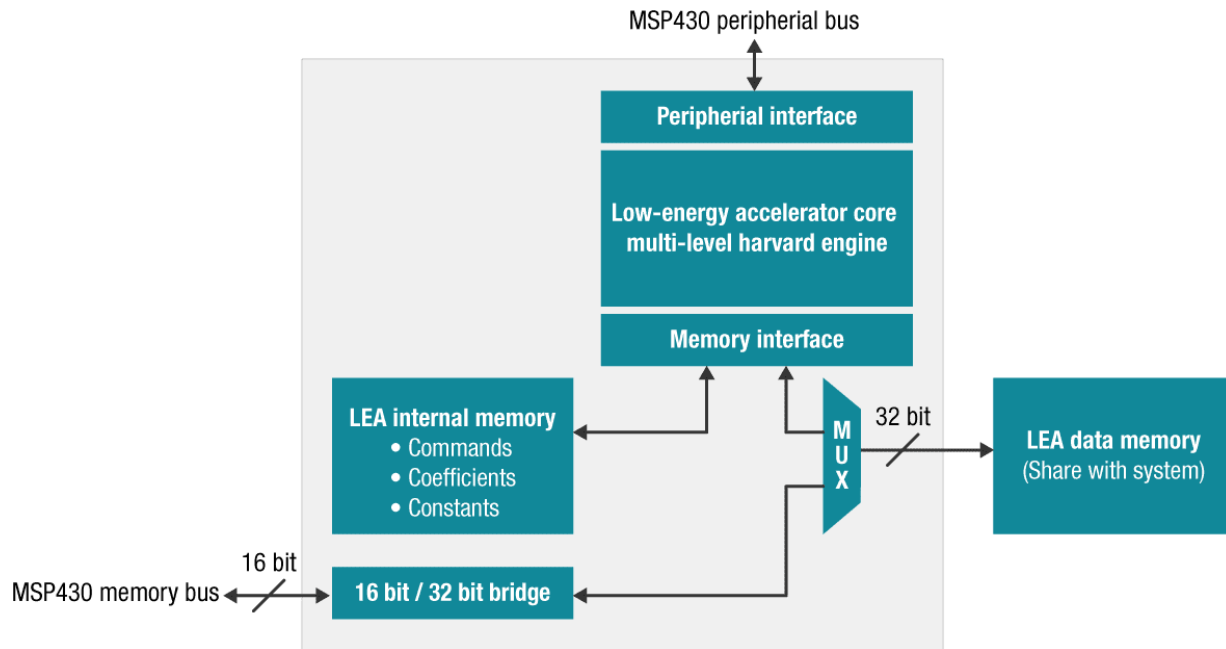 MSP430 peripherial bus
Peripherial interface
Low-energy accelerator core
multi-level harvard engine
Memory interface
LEA internal memory
• Commands
• Coefficients
• Constants
M
U
X
32 bit
LEA data memory
(Share with system)
16 bit
MSP430 memory bus
16 bit / 32 bit bridge